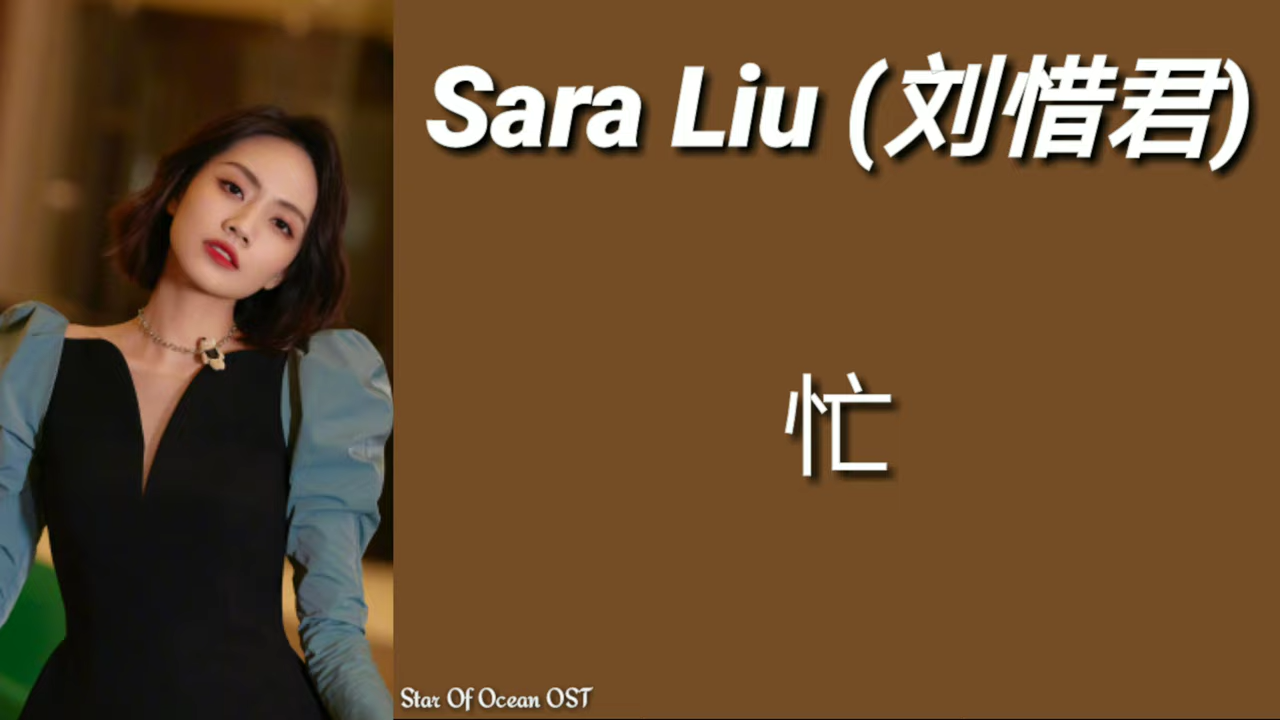 Sara Liu (刘惜君)
忙
Star Of Ocean OST